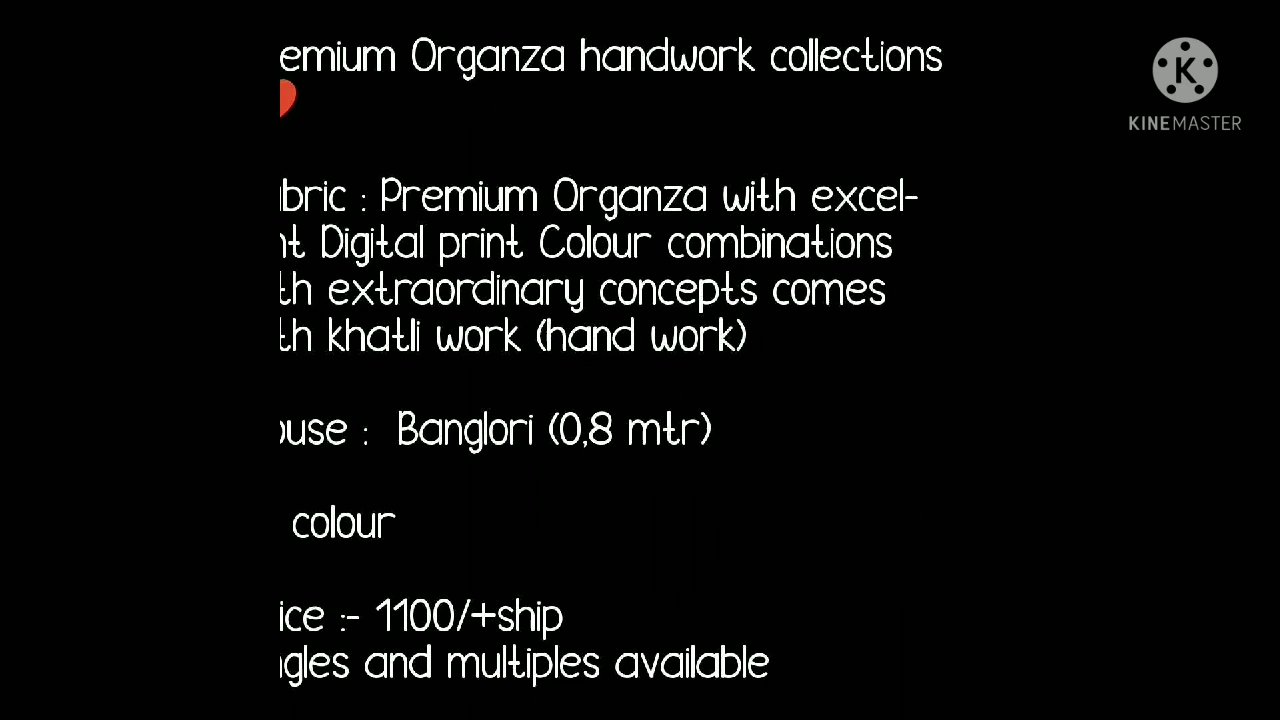 emium Organza handwork collections
bric : Premium Organza with excel-
nt Digital print Colour combinations
th extraordinary concepts comes
th khatli work (hand work)
ouse : Banglori (0,8 mtr)
colour
ice :- 1100/+ship
gles and multiples available
K
KINEMASTER